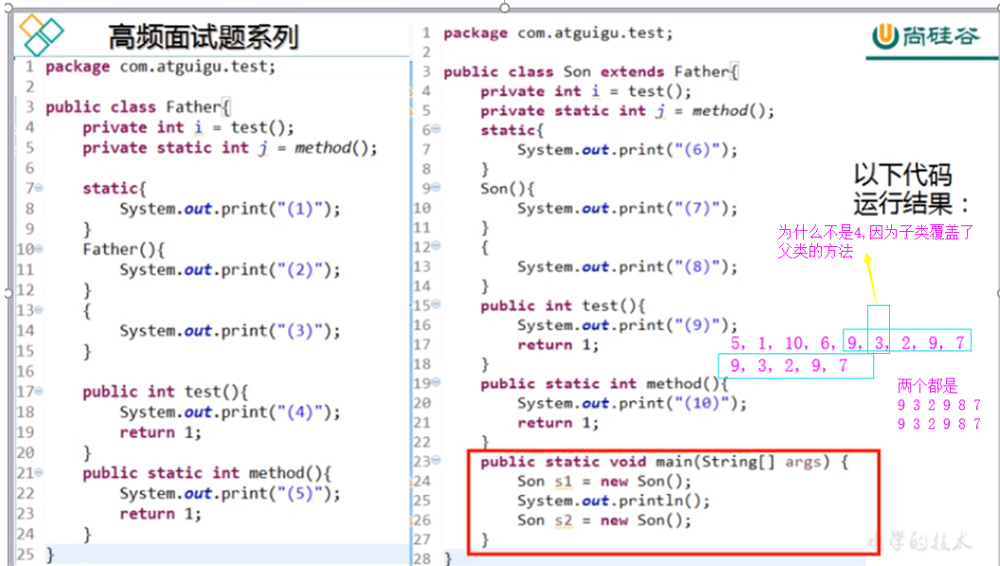 高频面试题系列
1 package com.atguigu.test;
2
3 public class Father{
4 private int i = test();
5 private static int j = method();
6
7 static{
8 System.out.print("(1)");
9 }
10 Father(){
11 System.out.print("(2)");
12 }
13 {
14 System.out.print("(3)");
15 }
16
17 public int test(){
18 System.out.print("(4)");
19 return 1;
20 }
21 public static int method(){
22 System.out.print("(5)");
23 return 1;
24 }
25 }
1 package com.atguigu.test;
2
3 public class Son extends Father{
4 private int i = test();
5 private static int j = method();
6 static{
7 System.out.print("(6)");
8 }
9 Son(){
10 System.out.print("(7)");
11 }
12 {
13 System.out.print("(8)");
14 }
15 public int test(){
16 System.out.print("(9)");
17 return 1;
18 }
19 public static int method(){
20 System.out.print("(10)");
21 return 1;
22 }
23 public static void main(String[] args) {
24 Son s1 = new Son();
25 System.out.println();
26 Son s2 = new Son();
27 }
28 }
尚硅谷
以下代码
运行结果：
为什么不是4,因为子类覆盖了
父类的方法
5, 1, 10, 6, 9, 3, 2, 9, 7
9, 3, 2, 9, 7
两个都是
9 3 2 9 8 7
9 3 2 9 8 7
学的技术